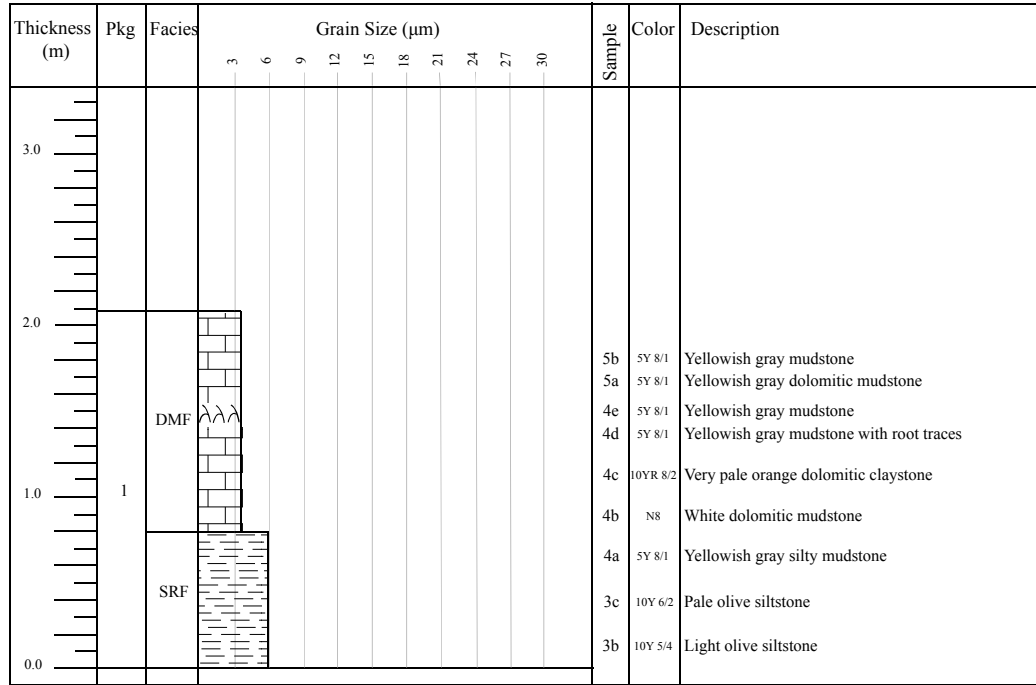 Thickness (m) Pkg Facies Grain Size (μm) Sample Color Description
3 6 9 12 15 18 21 24 27 30
3.0
2.0
5b 5Y 8/1 Yellowish gray mudstone
5a 5Y 8/1 Yellowish gray dolomitic mudstone
DMF 4e 5Y 8/1 Yellowish gray mudstone
4d 5Y 8/1 Yellowish gray mudstone with root traces
4c 10YR 8/2 Very pale orange dolomitic claystone
1.0 1
4b N8 White dolomitic mudstone
4a 5Y 8/1 Yellowish gray silty mudstone
SRF 3c 10Y 6/2 Pale olive siltstone
3b 10Y 5/4 Light olive siltstone
0.0